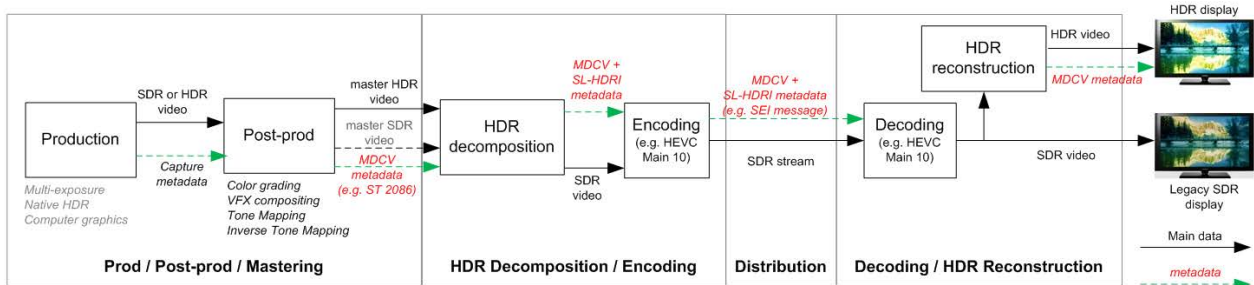 SDR or HDR
video
Production
Capture
metadata
Multi-exposure
Native HDR
Computer graphics
Post-prod
Color grading
VFX compositing
Tone Mapping
Inverse Tone Mapping
master HDR
video
master SDR
video
MDCV
metadata
(e.g. ST 2086)
Prod / Post-prod / Mastering
HDR
decomposition
MDCV +
SL-HDRI
metadata
SDR
video
Encoding
(e.g. HEVC
Main 10)
HDR Decomposition / Encoding
MDCV +
SL-HDRI metadata
(e.g. SEI message)
SDR stream
Distribution
Decoding
(e.g. HEVC
Main 10)
HDR
reconstruction
HDR video
MDCV metadata
SDR video
Decoding / HDR Reconstruction
HDR display
Legacy SDR
display
Main data
metadata